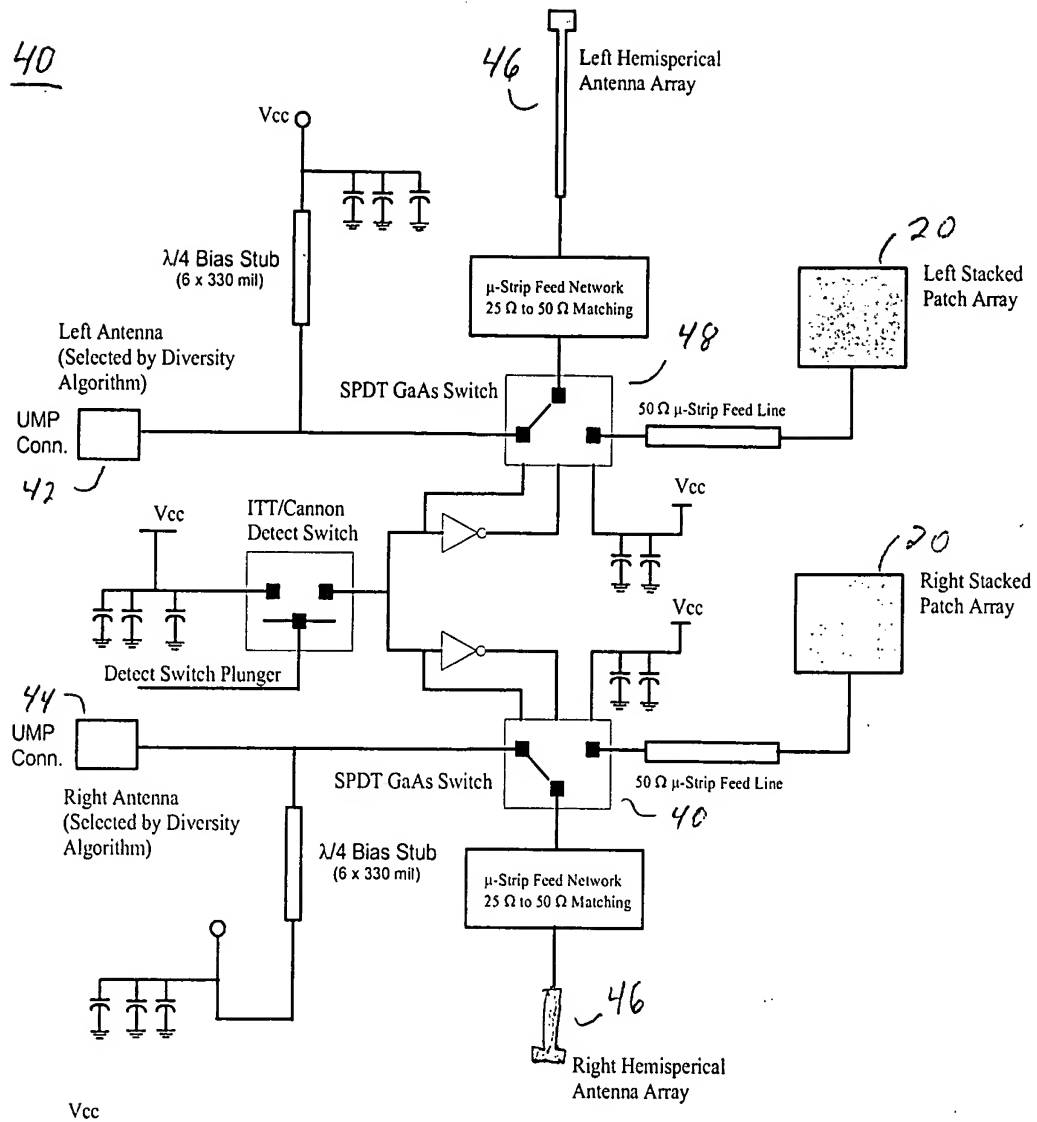 40
46
Left Hemisperical
Antenna Array
Vcc
20
λ/4 Bias Stub
(6 x 330 mil)
μ-Strip Feed Network
25 Ω to 50 Ω Matching
Left Stacked
Patch Array
Left Antenna
(Selected by Diversity
Algorithm)
48
SPDT GaAs Switch
50 Ω μ-Strip Feed Line
UMP
Conn.
42
Vcc
ITT/Cannon
Detect Switch
Vcc
20
Right Stacked
Patch Array
Vcc
Detect Switch Plunger
44
UMP
Conn.
SPDT GaAs Switch
50 Ω μ-Strip Feed Line
40
Right Antenna
(Selected by Diversity
Algorithm)
λ/4 Bias Stub
(6 x 330 mil)
μ-Strip Feed Network
25 Ω to 50 Ω Matching
46
Right Hemisperical
Antenna Array
Vcc